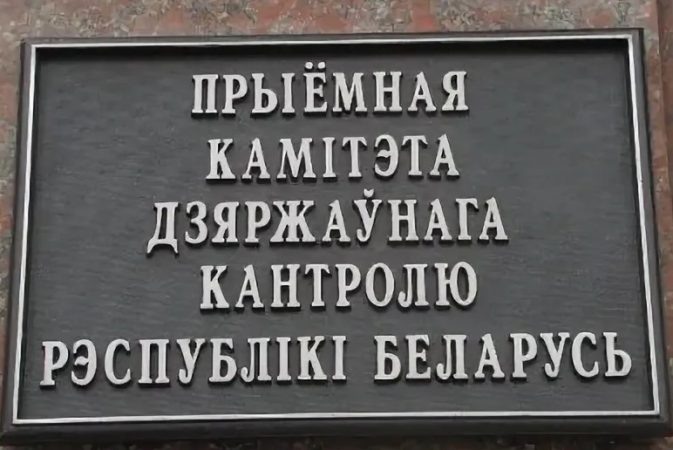 ПРЫЁМНАЯ
КАМІТЭТА
ДЗЯРЖАЎНАГА
КАНТРОЛЮ
РЭСПУБЛІКІ БЕЛАРУСЬ